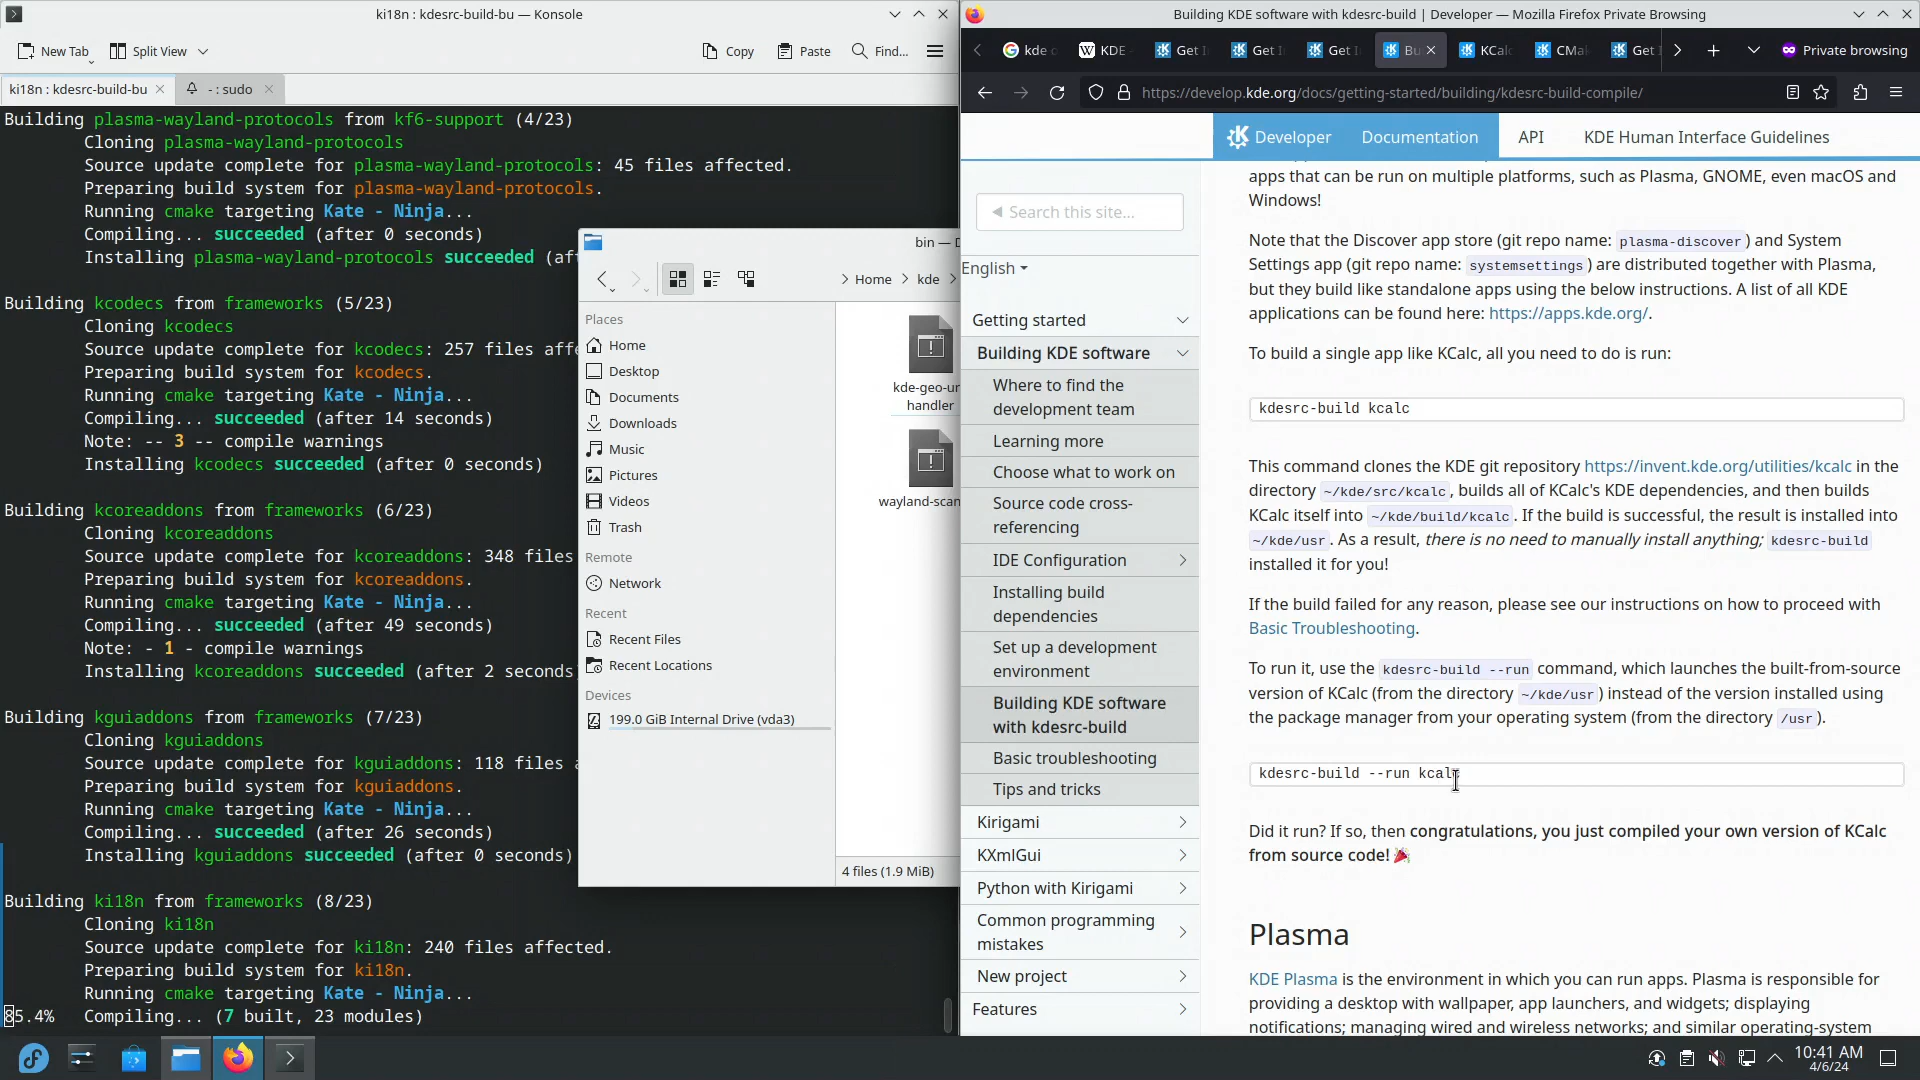 ki18n : kdesrc-build-bu — Konsole
New Tab
Split View
Copy
Paste
Find...
ki18n : kdesrc-build-bu
- : sudo
Building plasma-wayland-protocols from kf6-support (4/23)
Cloning plasma-wayland-protocols
Source update complete for plasma-wayland-protocols: 45 files affected.
Preparing build system for plasma-wayland-protocols.
Running cmake targeting Kate - Ninja...
Compiling... succeeded (after 0 seconds)
Installing plasma-wayland-protocols succeeded (af
Building kcodecs from frameworks (5/23)
Cloning kcodecs
Source update complete for kcodecs: 257 files aff
Preparing build system for kcodecs.
Running cmake targeting Kate - Ninja...
Compiling... succeeded (after 14 seconds)
Note: -- 3 -- compile warnings
Installing kcodecs succeeded (after 0 seconds)
Building kcoreaddons from frameworks (6/23)
Cloning kcoreaddons
Source update complete for kcoreaddons: 348 files
Preparing build system for kcoreaddons.
Running cmake targeting Kate - Ninja...
Compiling... succeeded (after 49 seconds)
Note: - 1 - compile warnings
Installing kcoreaddons succeeded (after 2 seconds
Building kguiaddons from frameworks (7/23)
Cloning kguiaddons
Source update complete for kguiaddons: 118 files
Preparing build system for kguiaddons.
Running cmake targeting Kate - Ninja...
Compiling... succeeded (after 26 seconds)
Installing kguiaddons succeeded (after 0 seconds)
Building ki18n from frameworks (8/23)
Cloning ki18n
Source update complete for ki18n: 240 files affected.
Preparing build system for ki18n.
Running cmake targeting Kate - Ninja...
85.4% Compiling... (7 built, 23 modules)
bin — D
Home
kde
Places
Home
Desktop
Documents
Downloads
Music
Pictures
Videos
Trash
Remote
Network
Recent
Recent Files
Recent Locations
Devices
199.0 GiB Internal Drive (vda3)
kde-geo-ur
handler
wayland-scan
4 files (1.9 MiB)
Building KDE software with kdesrc-build | Developer — Mozilla Firefox Private Browsing
kde c
KDE
Get I
Get I
Get I
Bu
KCal
CMa
Get I
Private browsing
https://develop.kde.org/docs/getting-started/building/kdesrc-build-compile/
Developer
Documentation
API
KDE Human Interface Guidelines
Search this site...
English
Getting started
Building KDE software
Where to find the
development team
Learning more
Choose what to work on
Source code cross-
referencing
IDE Configuration
Installing build
dependencies
Set up a development
environment
Building KDE software
with kdesrc-build
Basic troubleshooting
Tips and tricks
Kirigami
KXmlGui
Python with Kirigami
Common programming
mistakes
New project
Features
apps that can be run on multiple platforms, such as Plasma, GNOME, even macOS and
Windows!
Note that the Discover app store (git repo name: plasma-discover) and System
Settings app (git repo name: systemsettings) are distributed together with Plasma,
but they build like standalone apps using the below instructions. A list of all KDE
applications can be found here: https://apps.kde.org/.
To build a single app like KCalc, all you need to do is run:
kdesrc-build kcalc
This command clones the KDE git repository https://invent.kde.org/utilities/kcalc in the
directory ~/kde/src/kcalc, builds all of KCalc's KDE dependencies, and then builds
KCalc itself into ~/kde/build/kcalc. If the build is successful, the result is installed into
~/kde/usr. As a result, there is no need to manually install anything; kdesrc-build
installed it for you!
If the build failed for any reason, please see our instructions on how to proceed with
Basic Troubleshooting.
To run it, use the kdesrc-build --run command, which launches the built-from-source
version of KCalc (from the directory ~/kde/usr) instead of the version installed using
the package manager from your operating system (from the directory /usr).
kdesrc-build --run kcalc
Did it run? If so, then congratulations, you just compiled your own version of KCalc
from source code! 🎉
Plasma
KDE Plasma is the environment in which you can run apps. Plasma is responsible for
providing a desktop with wallpaper, app launchers, and widgets; displaying
notifications; managing wired and wireless networks; and similar operating-system
10:41 AM
4/6/24